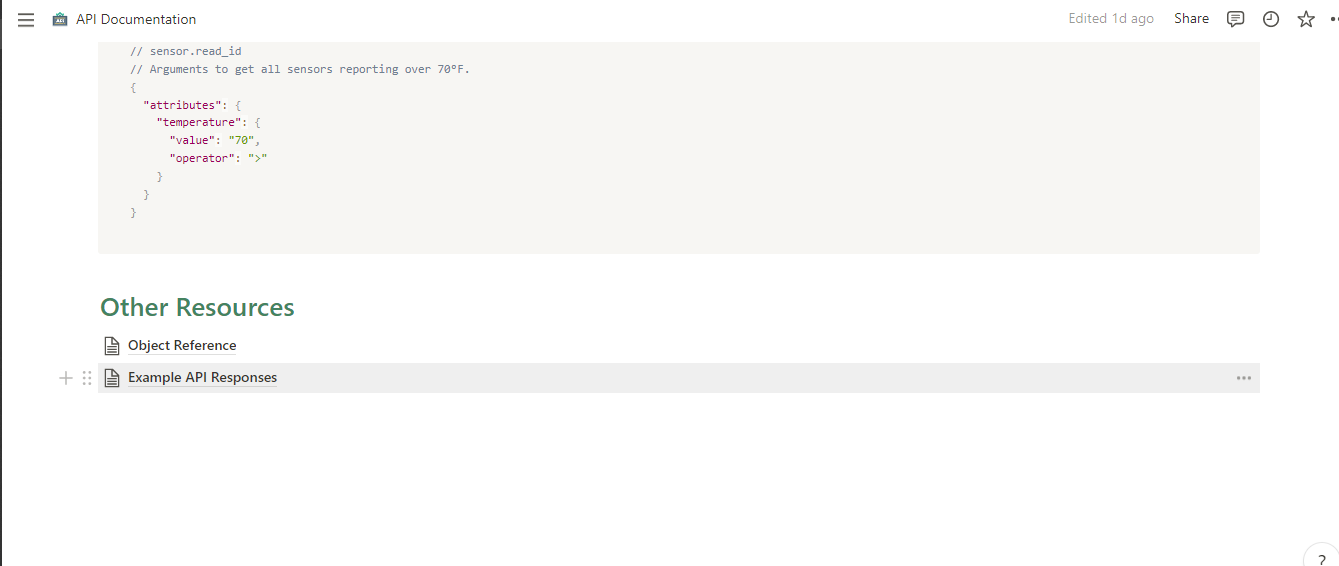 API Documentation
Edited 1d ago
Share
// sensor.read_id
// Arguments to get all sensors reporting over 70°F.
{
"attributes": {
"temperature": {
"value": "70",
"operator": ">"
}
}
}
Other Resources
Object Reference
Example API Responses
?